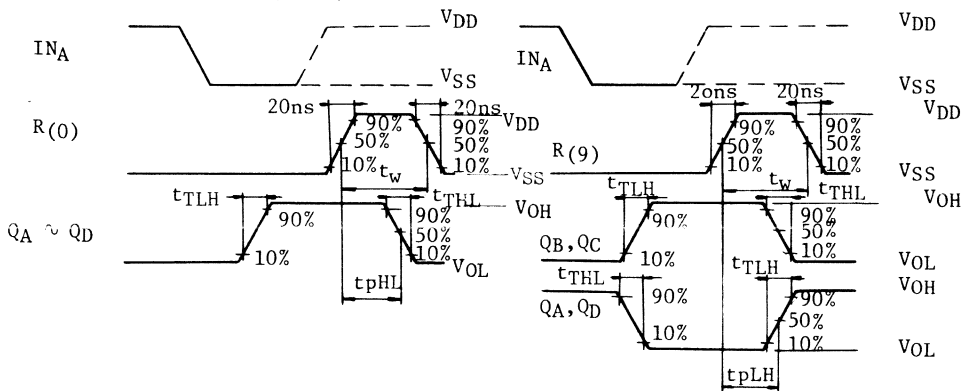 V_DD
IN_A
V_SS
20ns
20ns
V_DD
R(0)
90%
50%
10%
90%
50%
10%
t_w
V_SS
t_TLH
t_THL
V_OH
Q_A ~ Q_D
90%
10%
90%
50%
10%
V_OL
tpHL
V_DD
IN_A
V_SS
2ons
20ns
V_DD
R(9)
90%
50%
10%
90%
50%
10%
t_w
V_SS
t_TLH
t_THL
V_OH
Q_B,Q_C
90%
10%
90%
50%
10%
V_OL
t_THL
t_TLH
V_OH
Q_A,Q_D
90%
10%
90%
50%
10%
V_OL
tpLH